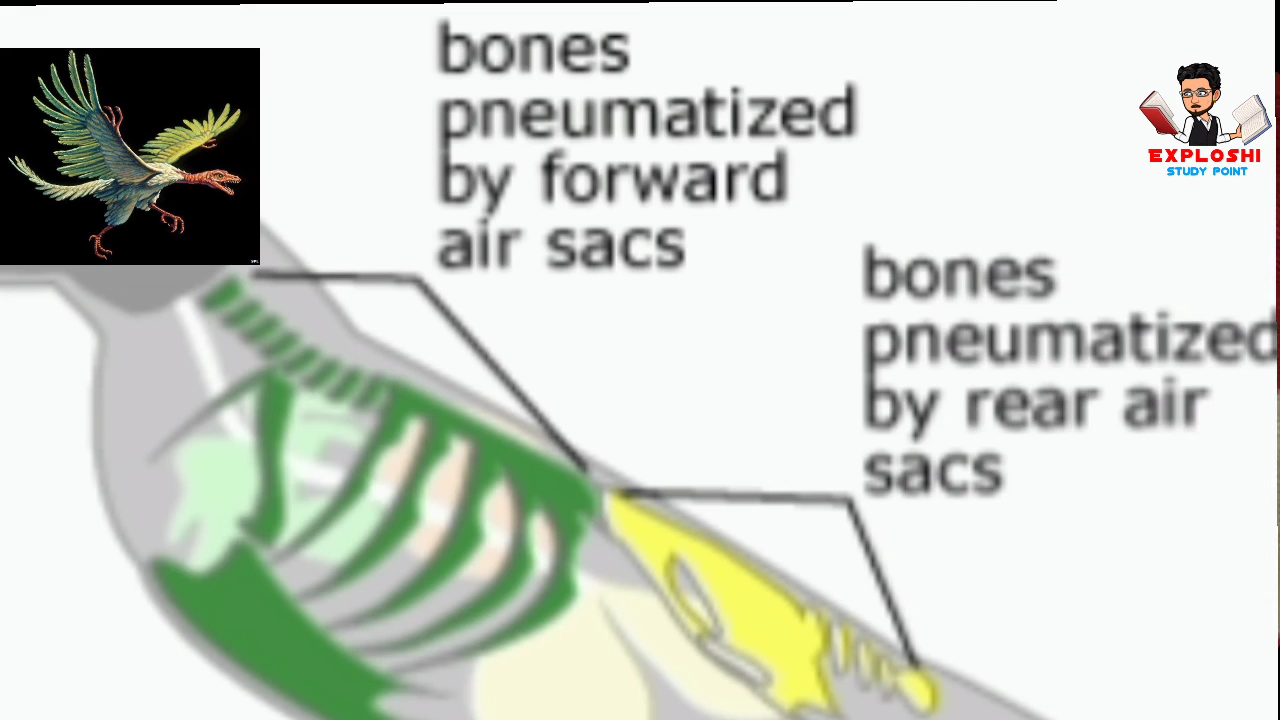 bones
pneumatized
by forward
air sacs
EXPLOSHI
STUDY POINT
bones
pneumatized
by rear air
sacs